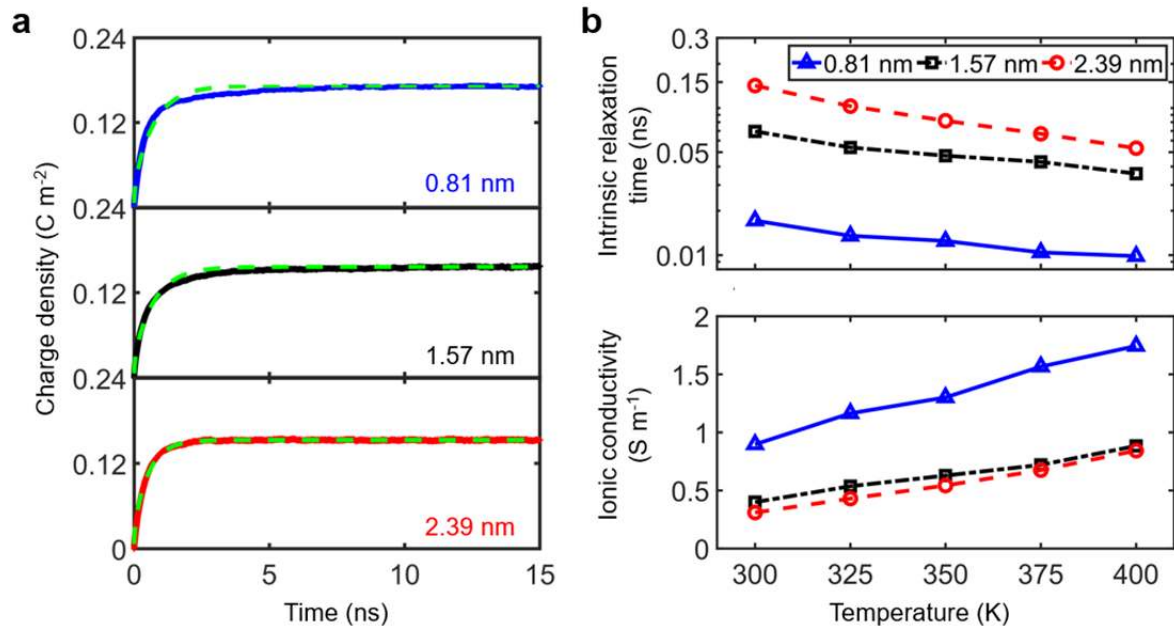 a
Charge density (C m⁻²)
0.24
0.12
0.81 nm
0.24
0.12
1.57 nm
0.24
0.12
2.39 nm
0
0 5 10 15
Time (ns)
b
Intrinsic relaxation
time (ns)
0.3
0.15
0.05
0.01
0.81 nm 1.57 nm 2.39 nm
Ionic conductivity
(S m⁻¹)
2
1.5
1
0.5
0
300 325 350 375 400
Temperature (K)